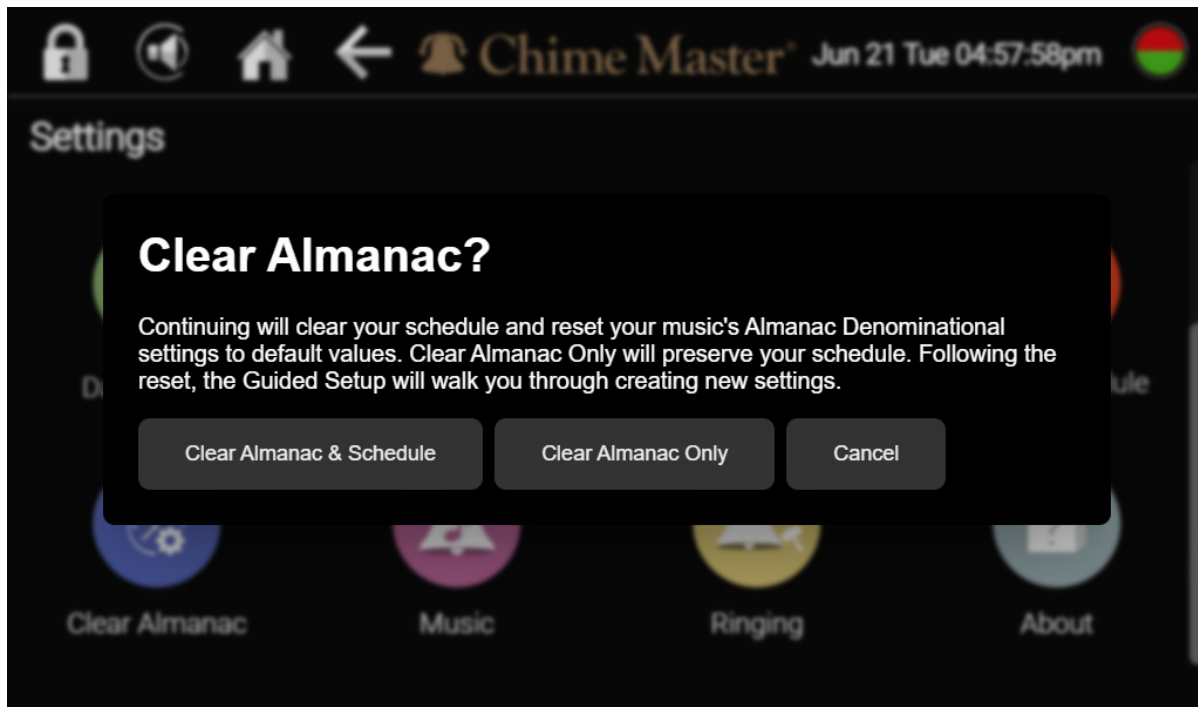 Chime Master® Jun 21 Tue 04:57:58pm
Settings
Clear Almanac?
Continuing will clear your schedule and reset your music's Almanac Denominational
settings to default values. Clear Almanac Only will preserve your schedule. Following the
reset, the Guided Setup will walk you through creating new settings.
Clear Almanac & Schedule Clear Almanac Only Cancel
Clear Almanac Music Ringing About